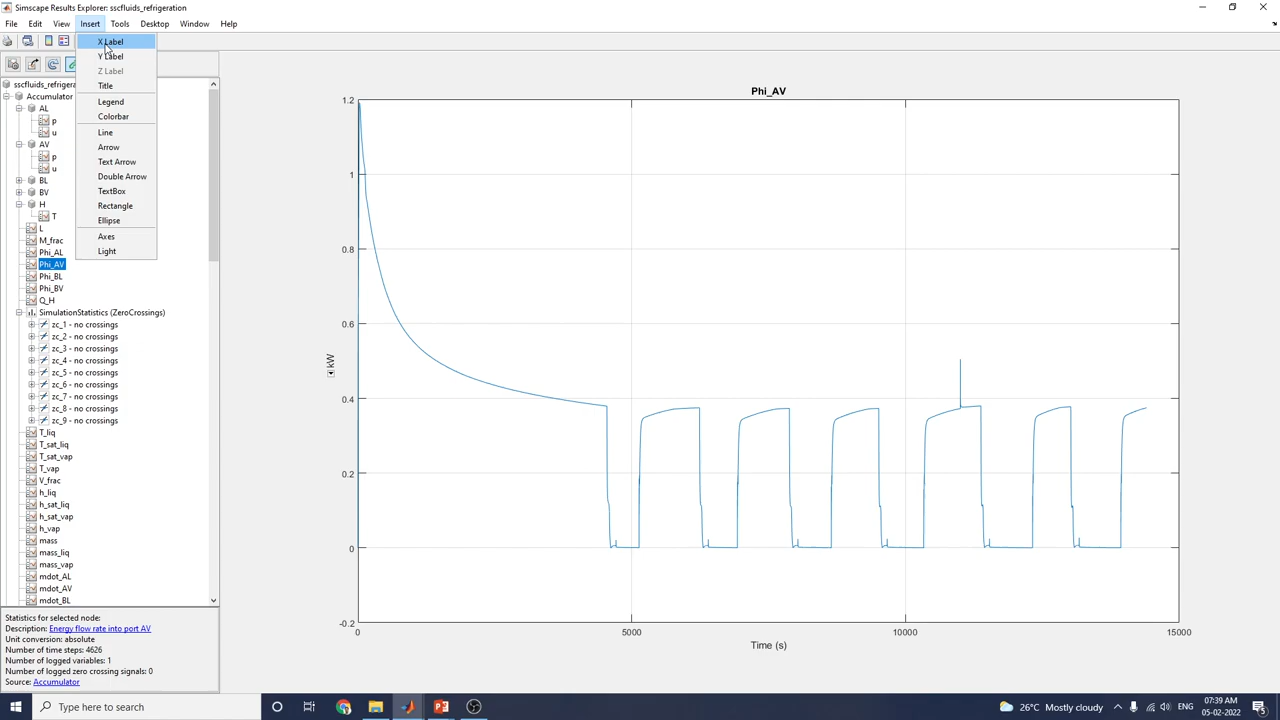 Simscape Results Explorer: sscfluids_refrigeration
File Edit View Insert Tools Desktop Window Help
X Label
Y Label
Z Label
Title
Legend
Colorbar
Line
Arrow
Text Arrow
Double Arrow
TextBox
Rectangle
Ellipse
Axes
Light
sscfluids_refrigera
Accumulator
AL
p
u
AV
p
u
BL
BV
H
T
L
M_frac
Phi_AL
Phi_AV
Phi_BL
Phi_BV
Q_H
SimulationStatistics (ZeroCrossings)
zc_1 - no crossings
zc_2 - no crossings
zc_3 - no crossings
zc_4 - no crossings
zc_5 - no crossings
zc_6 - no crossings
zc_7 - no crossings
zc_8 - no crossings
zc_9 - no crossings
T_liq
T_sat_liq
T_sat_vap
T_vap
V_frac
h_liq
h_sat_liq
h_sat_vap
h_vap
mass
mass_liq
mass_vap
mdot_AL
mdot_AV
mdot_BL
Statistics for selected node:
Description: Energy flow rate into port AV
Unit conversion: absolute
Number of time steps: 4626
Number of logged variables: 1
Number of logged zero crossing signals: 0
Source: Accumulator
Phi_AV
1.2
1
0.8
0.6
0.4
0.2
0
-0.2
kW
0 5000 10000 15000
Time (s)
Type here to search
26°C Mostly cloudy
07:39 AM
05-02-2022